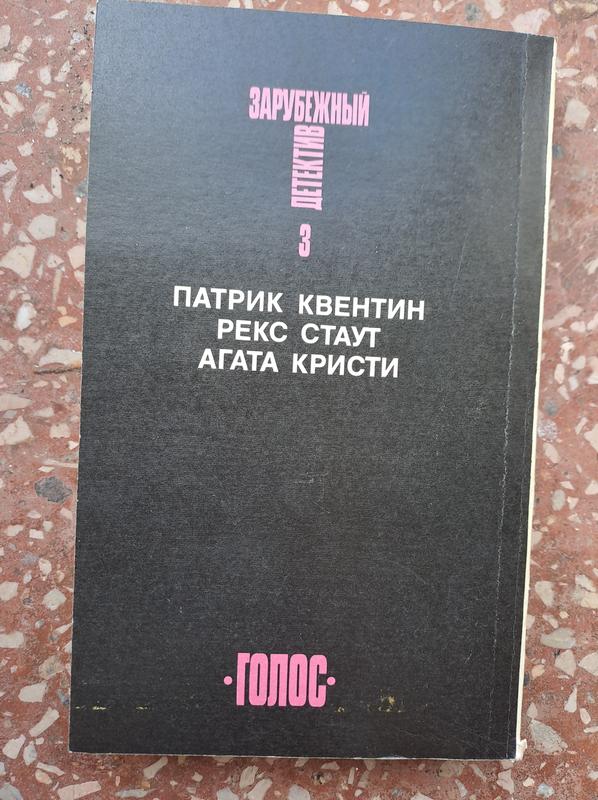 ЗАРУБЕЖНЫЙ
ДЕТЕКТИВ
3
ПАТРИК КВЕНТИН
РЕКС СТАУТ
АГАТА КРИСТИ
·ГОЛОС·